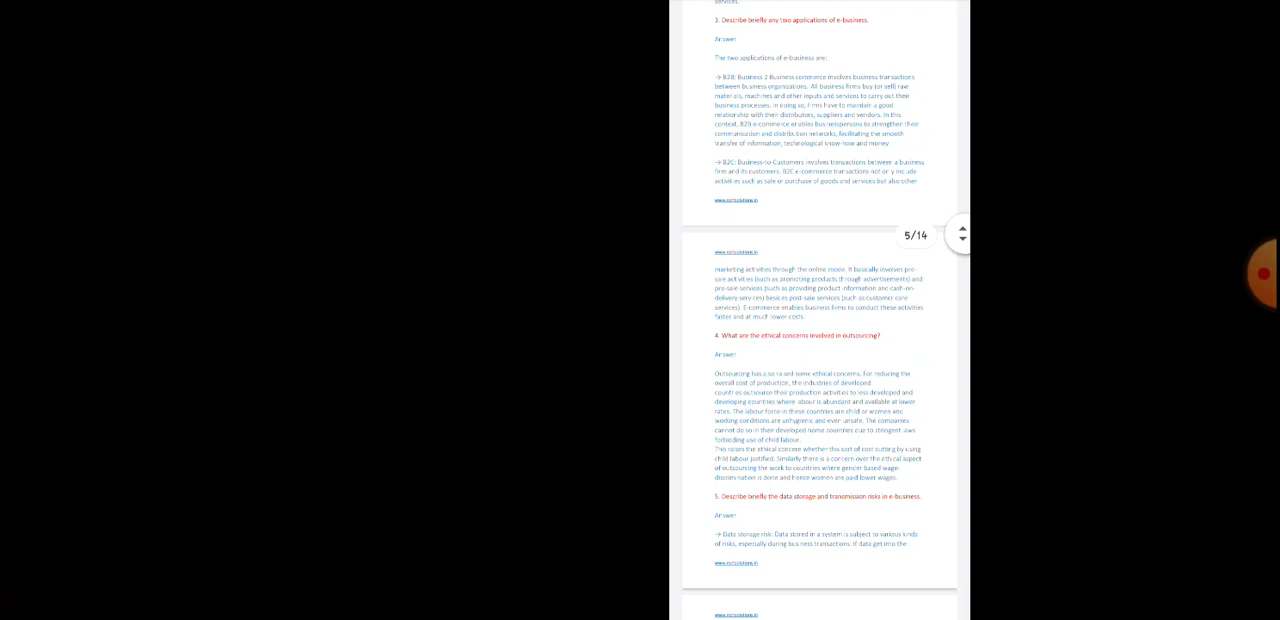 services.
3. Describe briefly any two applications of e-business.
Answer
The two applications of e-business are:
→ B2B: Business 2 Business commerce involves business transactions
between business organizations. All business firms buy (or sell) raw
materials, machines and other inputs and services to carry out their
business processes. In doing so, firms have to maintain a good
relationship with their distributors, suppliers and vendors. In this
context, B2B e-commerce enables businesspersons to strengthen their
communication and distribution networks, facilitating the smooth
transfer of information, technological know-how and money
→ B2C: Business-to-Customers involves transactions between a business
firm and its customers. B2C e-commerce transactions not only include
activities such as sale or purchase of goods and services but also other
www.ncrtsolutions.in
5/14
www.ncrtsolutions.in
marketing activities through the online mode. It basically involves pre-
sale activities (such as promoting products through advertisements) and
pre-sale services (such as providing product information and cash-on-
delivery services) besides post-sale services (such as customer care
services). E-commerce enables business firms to conduct these activities
faster and at much lower costs.
4. What are the ethical concerns involved in outsourcing?
Answer
Outsourcing has also raised some ethical concerns. For reducing the
overall cost of production, the industries of developed
countries outsource their production activities to less developed and
developing countries where labour is abundant and available at lower
rates. The labour force in these countries are child or women and
working conditions are unhygienic and even unsafe. The companies
cannot do so in their developed home countries due to stringent laws
forbidding use of child labour.
This raises the ethical concern whether this sort of cost cutting by using
child labour justified. Similarly there is a concern over the ethical aspect
of outsourcing the work to countries where gender based wage-
discrimination is done and hence women are paid lower wages.
5. Describe briefly the data storage and transmission risks in e-business.
Answer
→ Data storage risk: Data stored in a system is subject to various kinds
of risks, especially during business transactions. If data get into the
www.ncrtsolutions.in
www.ncrtsolutions.in